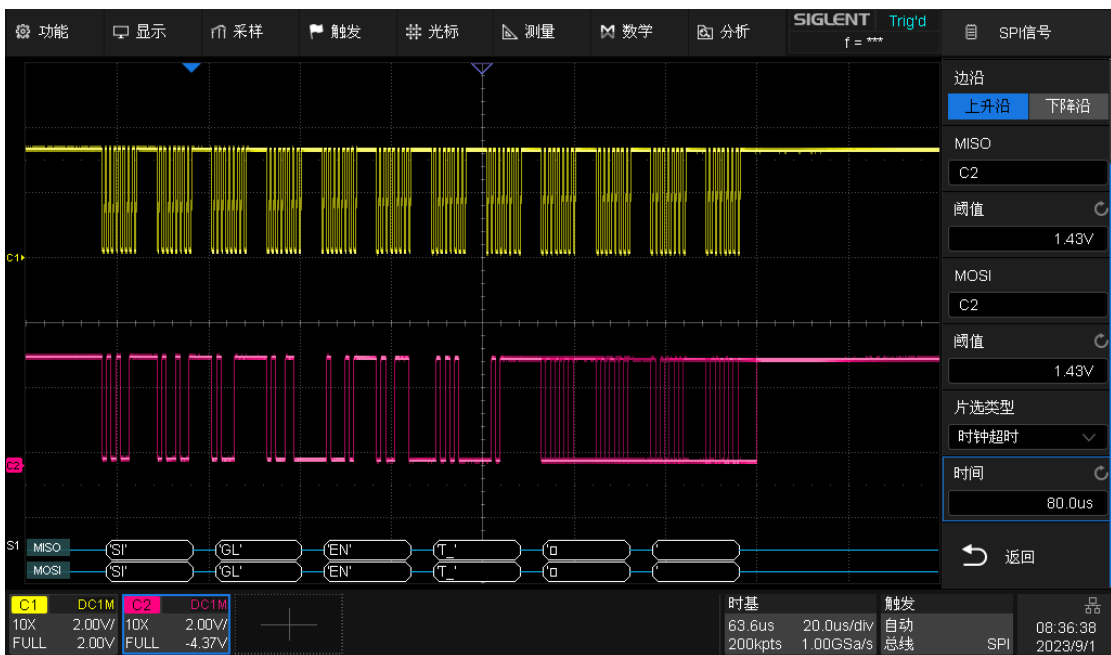 功能 显示 采样 触发 光标 测量 数学 分析 SIGLENT Trig'd
f = ***
SPI信号
边沿
上升沿 下降沿
MISO
C2
阈值
1.43V
MOSI
C2
阈值
1.43V
片选类型
时钟超时
时间
80.0us
返回
C1
C2
S1 MISO 'SI' 'GL' 'EN' 'T_' '□ '
MOSI 'SI' 'GL' 'EN' 'T_' '□ '
C1 DC1M C2 DC1M 时基 触发
10X 2.00V/ 10X 2.00V/ 63.6us 20.0us/div 自动 08:36:38
FULL 2.00V FULL -4.37V 200kpts 1.00GSa/s 总线 SPI 2023/9/1